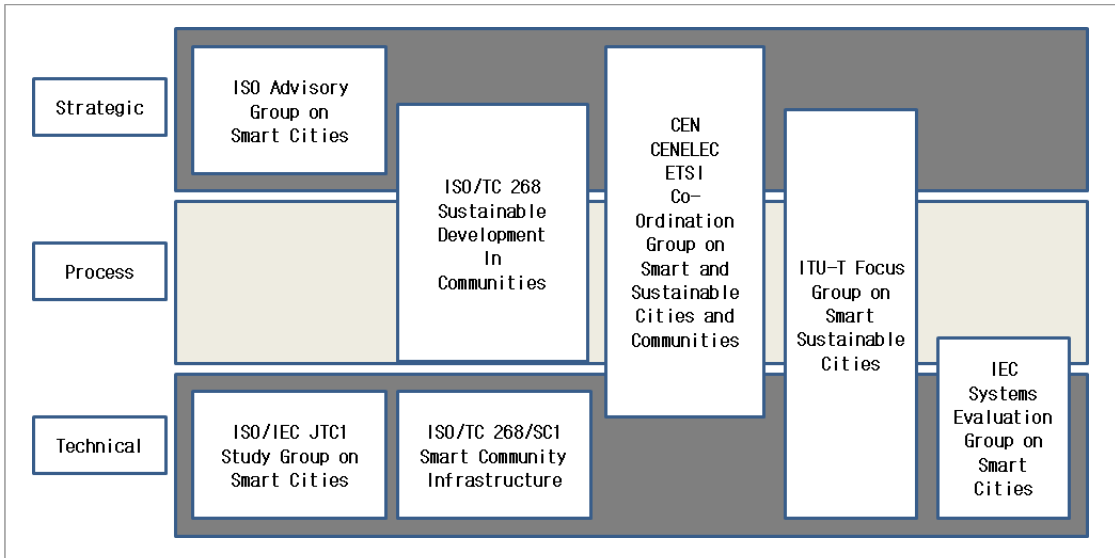 Strategic
ISO Advisory
Group on
Smart Cities
ISO/TC 268
Sustainable
Development
In
Communities
CEN
CENELEC
ETSI
Co-
Ordination
Group on
Smart and
Sustainable
Cities and
Communities
ITU-T Focus
Group on
Smart
Sustainable
Cities
Process
Technical
ISO/IEC JTC1
Study Group on
Smart Cities
ISO/TC 268/SC1
Smart Community
Infrastructure
IEC
Systems
Evaluation
Group on
Smart
Cities